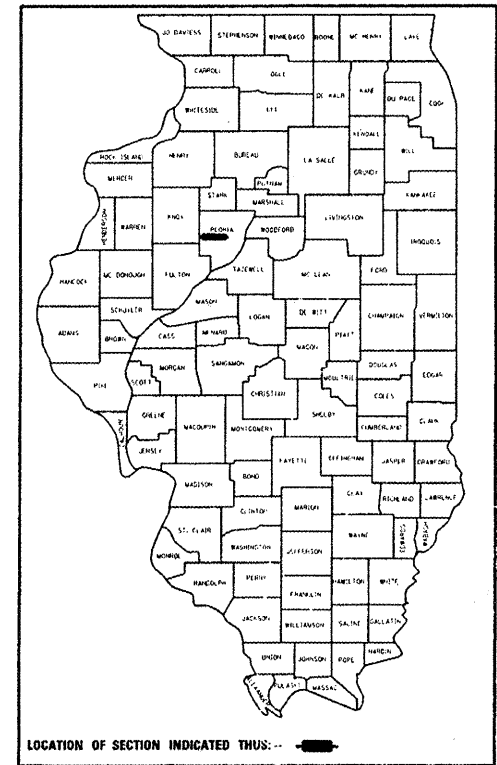 JO DAVIESS STEPHENSON WINNEBAGO BOONE MC HENRY LAKE
CARROLL OGLE
WHITESIDE LEE DE KALB KANE DU PAGE COOK
KENDALL WILL
ROCK ISLAND HENRY BUREAU LA SALLE GRUNDY
MERCER STARK PUTNAM KANKAKEE
MARSHALL LIVINGSTON
HENDERSON WARREN KNOX PEORIA WOODFORD IROQUOIS
HANCOCK MC DONOUGH FULTON TAZEWELL MC LEAN FORD
SCHUYLER MASON LOGAN DE WITT CHAMPAIGN VERMILION
ADAMS BROWN CASS MENARD MACON PIATT
MORGAN SANGAMON DOUGLAS
PIKE SCOTT CHRISTIAN MOULTRIE COLES EDGAR
GREENE MACOUPIN MONTGOMERY SHELBY CUMBERLAND CLARK
CALHOUN JERSEY FAYETTE EFFINGHAM JASPER CRAWFORD
MADISON BOND CLAY RICHLAND LAWRENCE
CLINTON MARION
ST. CLAIR WAYNE EDWARDS WABASH
MONROE WASHINGTON JEFFERSON
RANDOLPH PERRY HAMILTON WHITE
FRANKLIN
JACKSON WILLIAMSON SALINE GALLATIN
UNION JOHNSON POPE HARDIN
PULASKI MASSAC
LOCATION OF SECTION INDICATED THUS: --